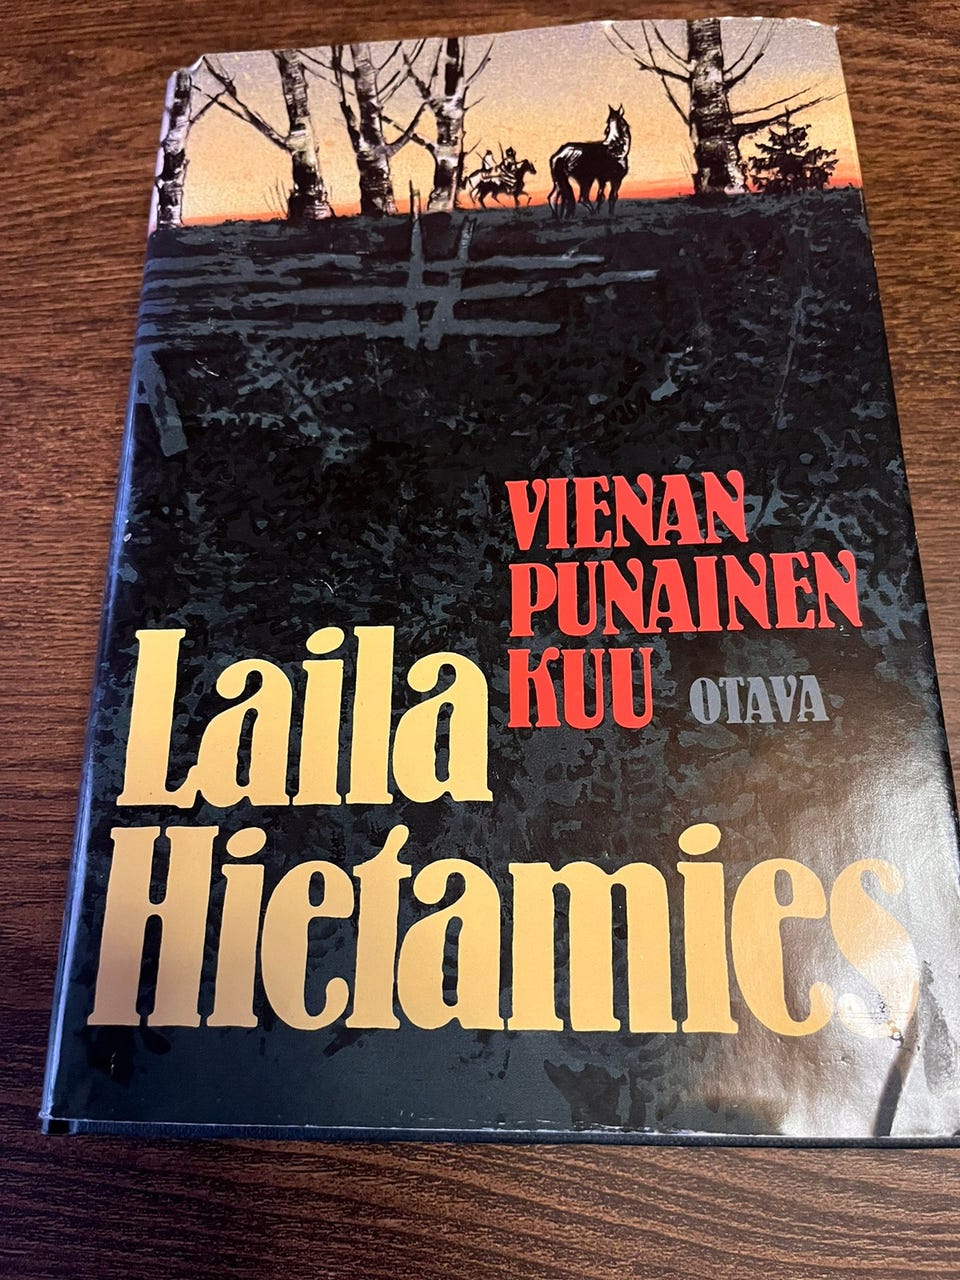 VIENAN
PUNAINEN
KUU
OTAVA
Laila
Hietamies